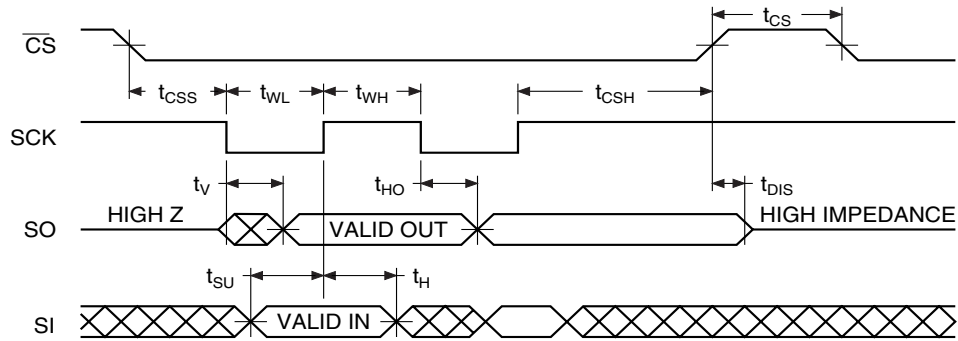 CS
tCS
tCSS
tWL
tWH
tCSH
SCK
tV
tHO
tDIS
SO
HIGH Z
VALID OUT
HIGH IMPEDANCE
tSU
tH
SI
VALID IN